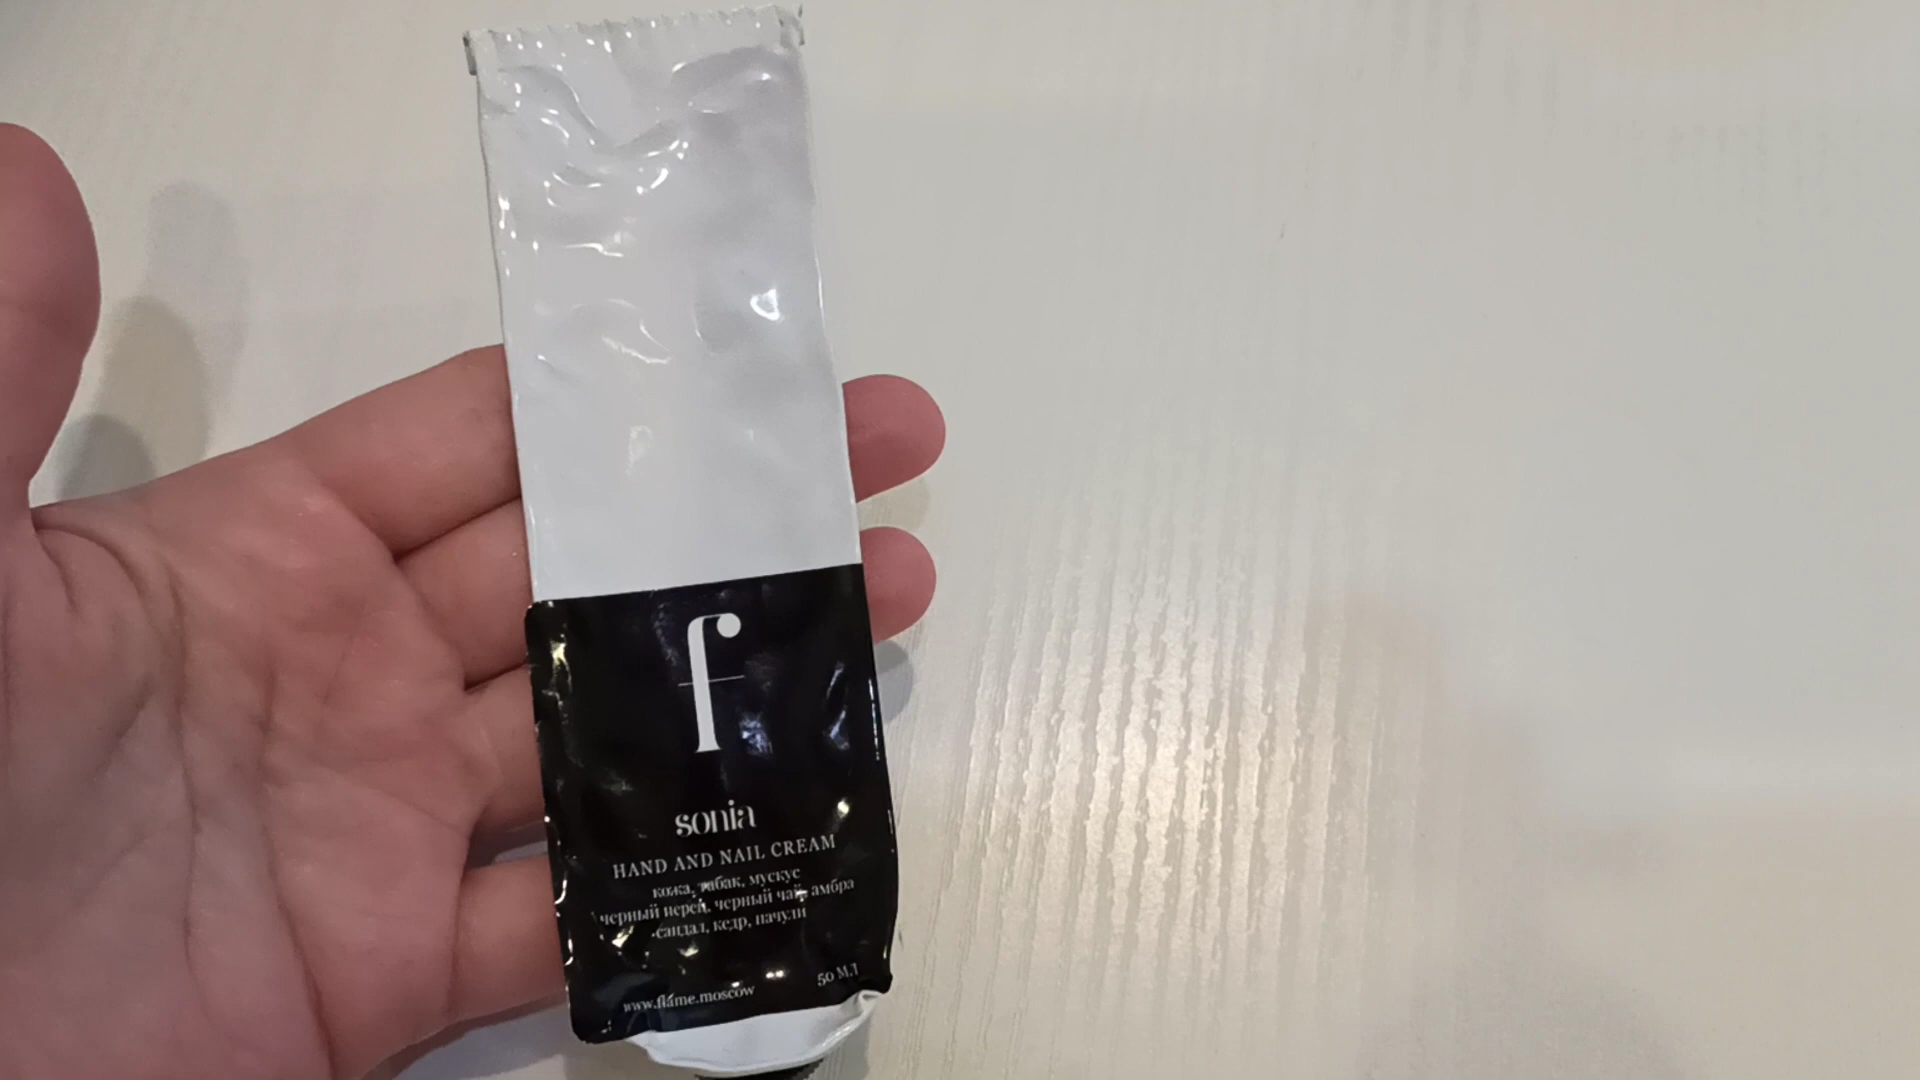 f
sonia
HAND AND NAIL CREAM
кожа, табак, мускус
черный перец, черный чай, амбра
сандал, кедр, пачули
www.flame.moscow
50 МЛ